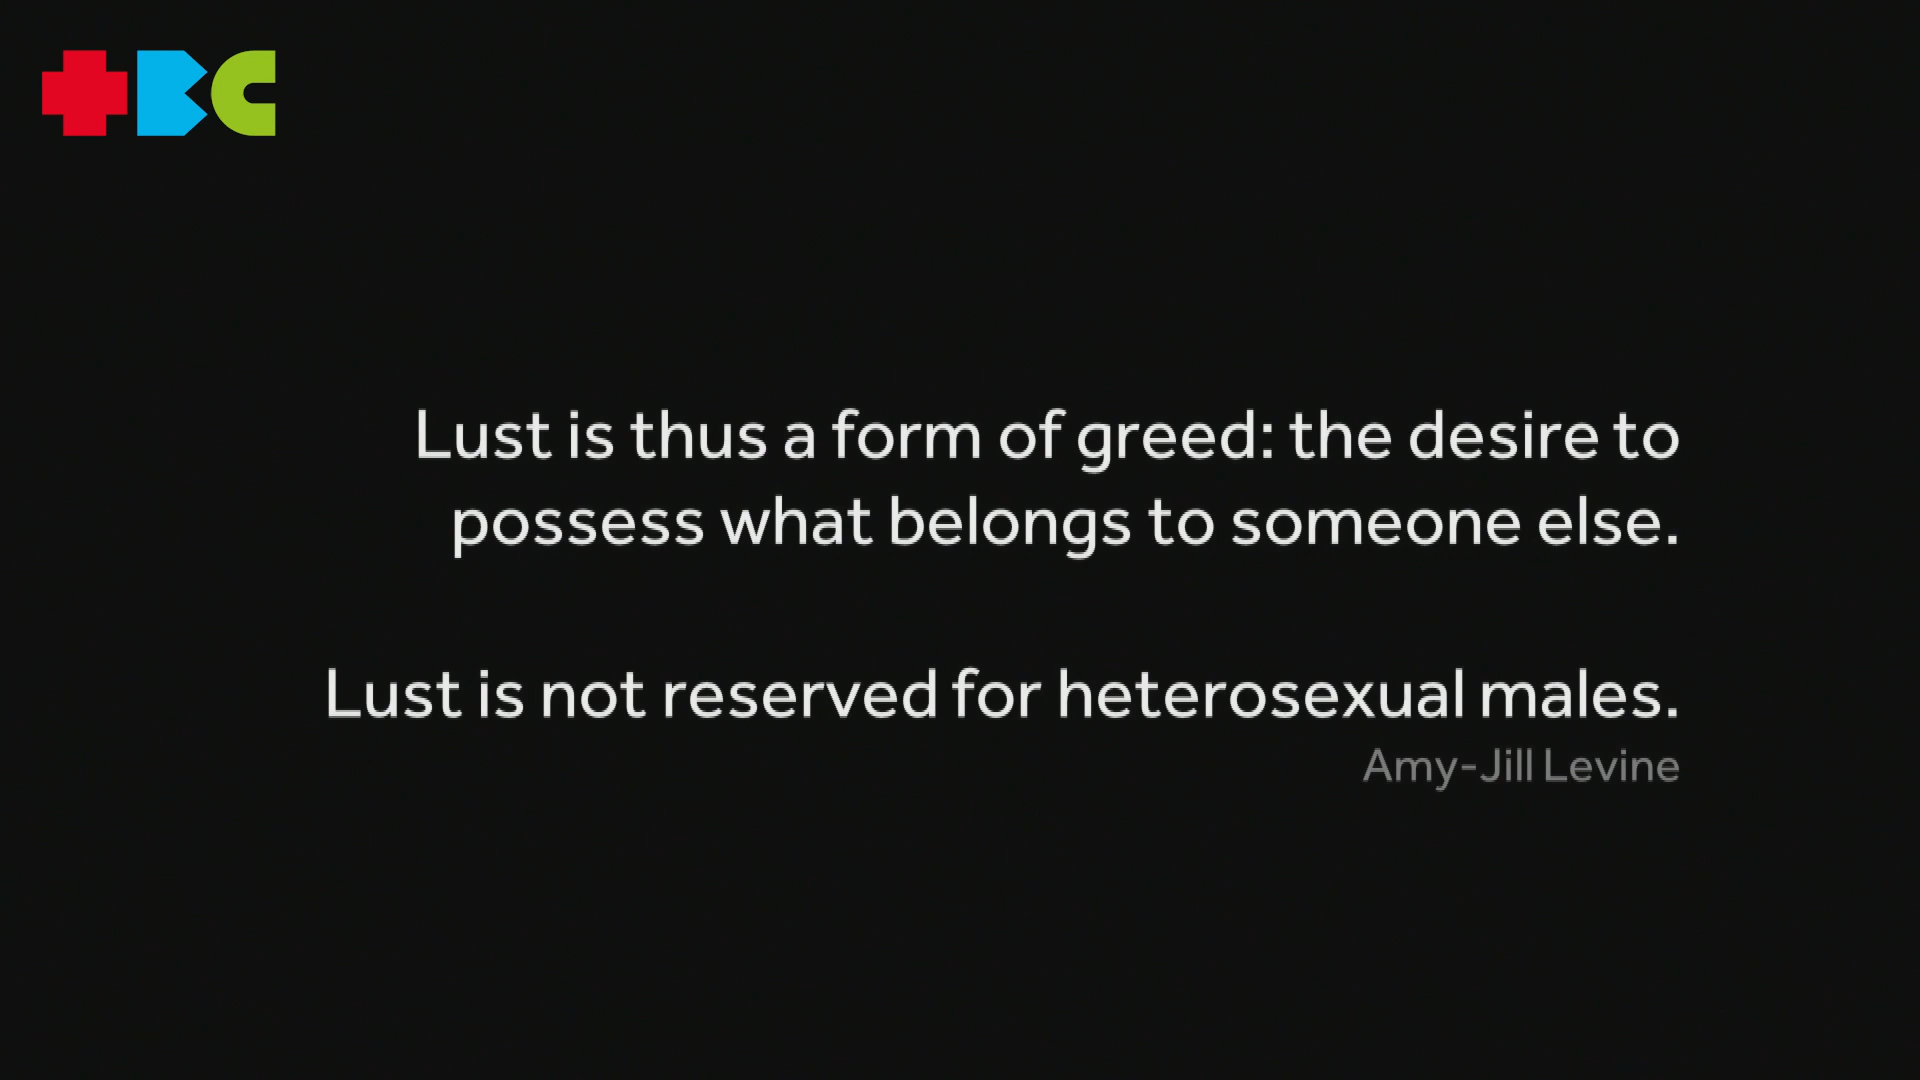 +BC
Lust is thus a form of greed: the desire to
possess what belongs to someone else.
Lust is not reserved for heterosexual males.
Amy-Jill Levine